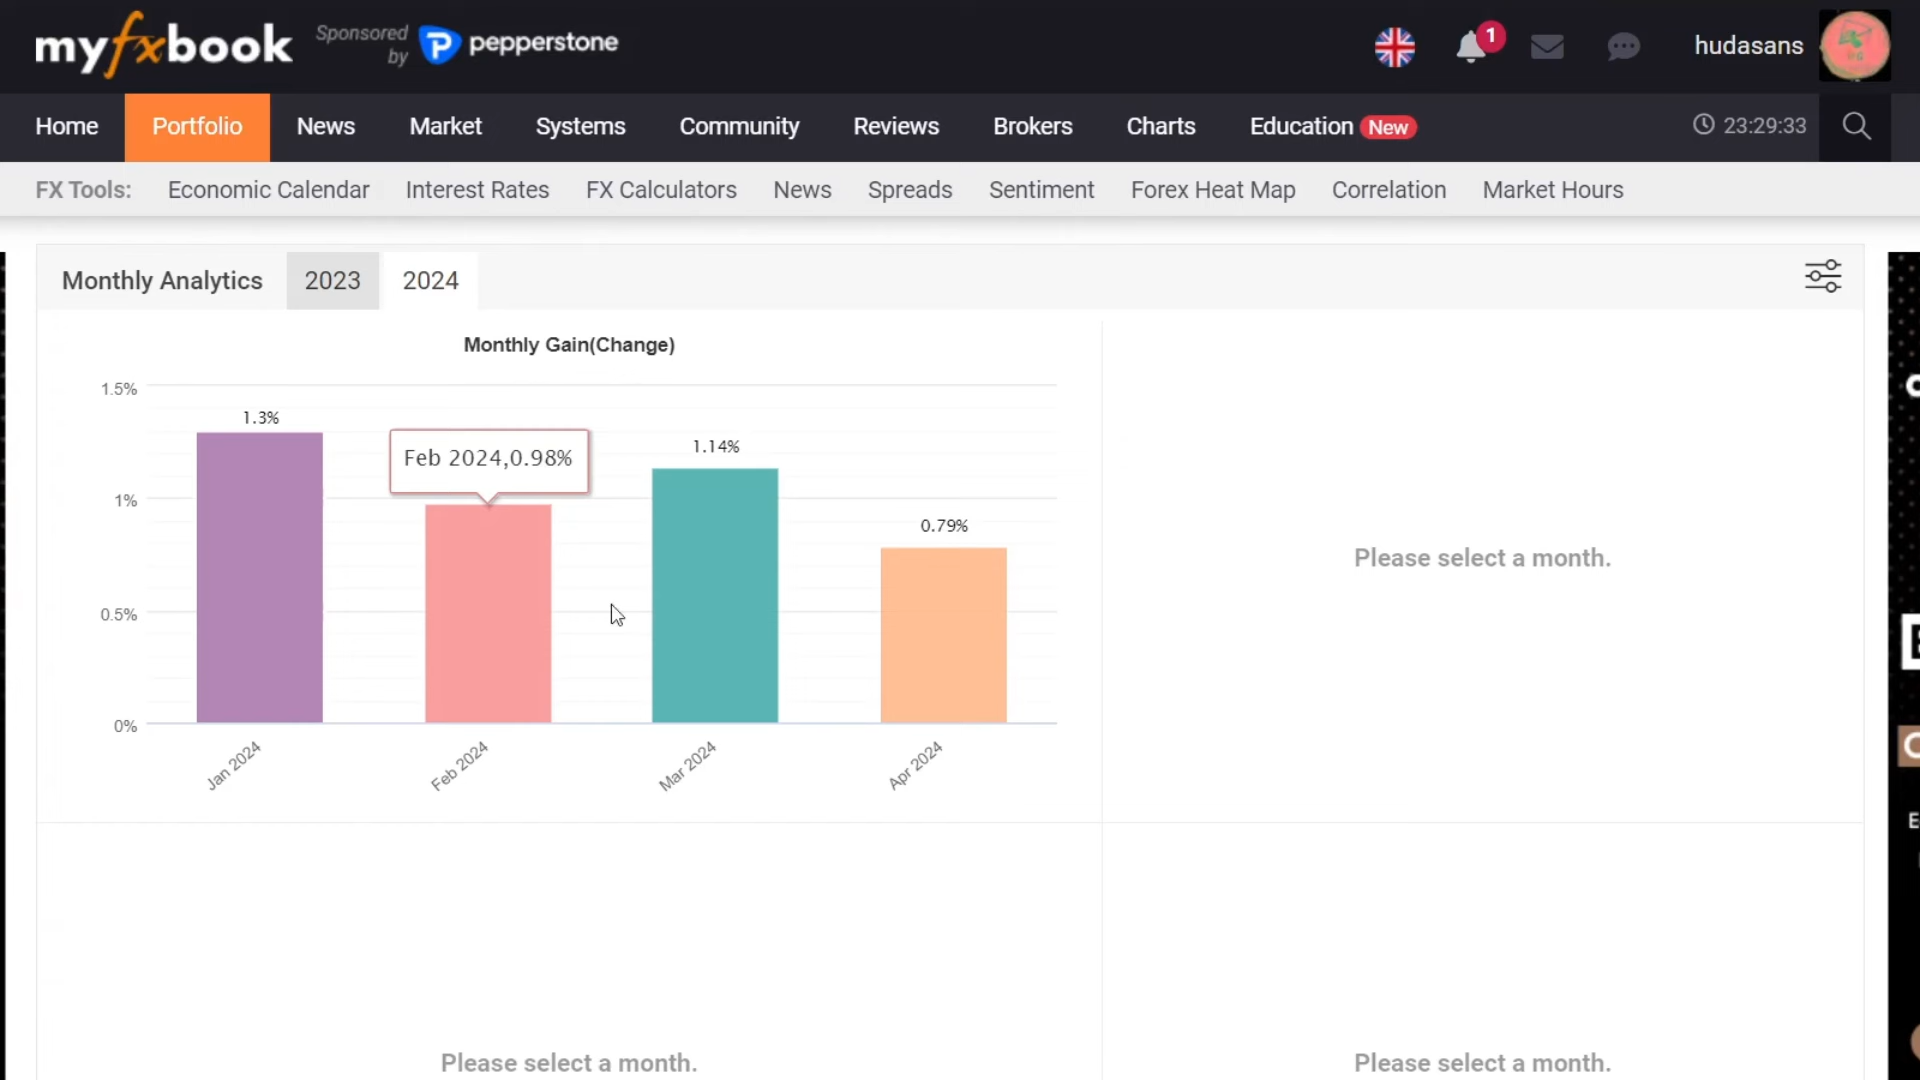 myfxbook Sponsored by pepperstone
1
hudasans
Home Portfolio News Market Systems Community Reviews Brokers Charts Education New 23:29:33
FX Tools: Economic Calendar Interest Rates FX Calculators News Spreads Sentiment Forex Heat Map Correlation Market Hours
Monthly Analytics 2023 2024
Monthly Gain(Change)
1.5%
1%
0.5%
0%
1.3%
Feb 2024,0.98%
1.14%
0.79%
Jan 2024
Feb 2024
Mar 2024
Apr 2024
Please select a month.
Please select a month.
Please select a month.